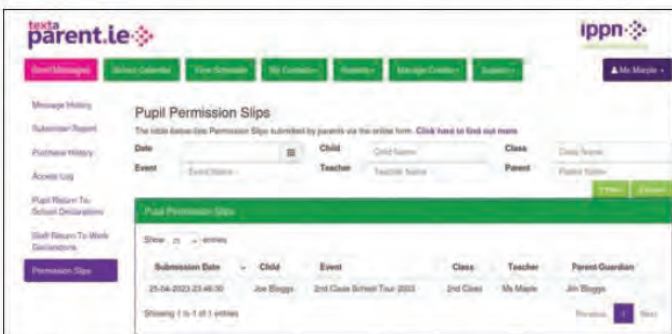 texta
parent.ie
ippn
Send Messages
School Calendar
Time Schedule
My Contacts
Reports
Manage Credits
Support
Ms Marple
Message History
Submission Report
Purchase History
Access Log
Pupil Return To
School Declarations
Staff Return To Work
Declarations
Permission Slips
Pupil Permission Slips
The table below lists Permission Slips submitted by parents via the online form. Click here to find out more.
Date Child Child Name Class Class Name
Event Event Name Teacher Teacher Name Parent Parent Name
Filter
Pupil Permission Slips
Show 25 entries
Submission Date Child Event Class Teacher Parent Guardian
25-04-2023 23:46:30 Joe Bloggs 2nd Class School Tour 2023 2nd Class Ms Maple Jim Bloggs
Showing 1 to 1 of 1 entries
Previous 1 Next